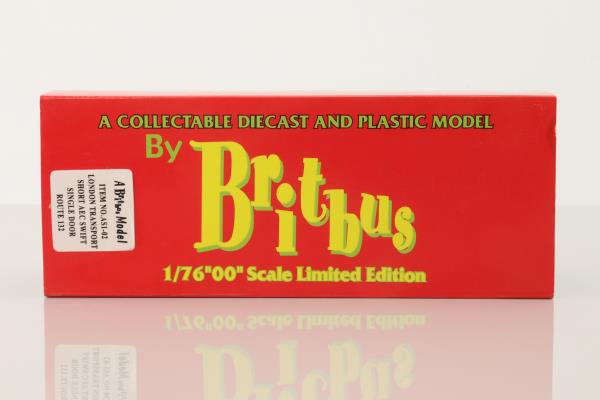 A COLLECTABLE DIECAST AND PLASTIC MODEL
By
Britbus
1/76"00" Scale Limited Edition
A Britbus Model
ITEM NO.AS1-02
LONDON TRANSPORT
SHORT AEC SWIFT
SINGLE DOOR
ROUTE 132